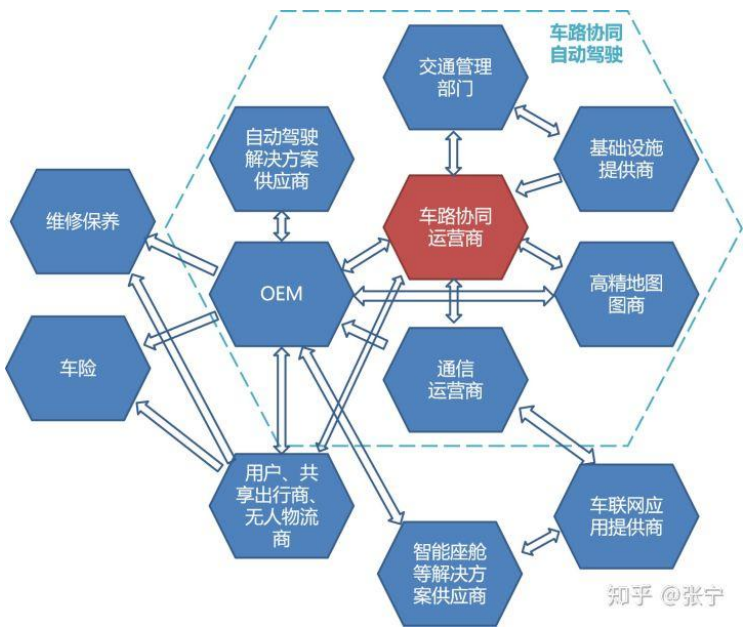 车路协同
自动驾驶
交通管理
部门
自动驾驶
解决方案
供应商
基础设施
提供商
维修保养
车路协同
运营商
OEM
高精地图
图商
车险
通信
运营商
用户、共
享出行商、
无人物流
商
车联网应
用提供商
智能座舱
等解决方
案供应商
知乎 @张宁